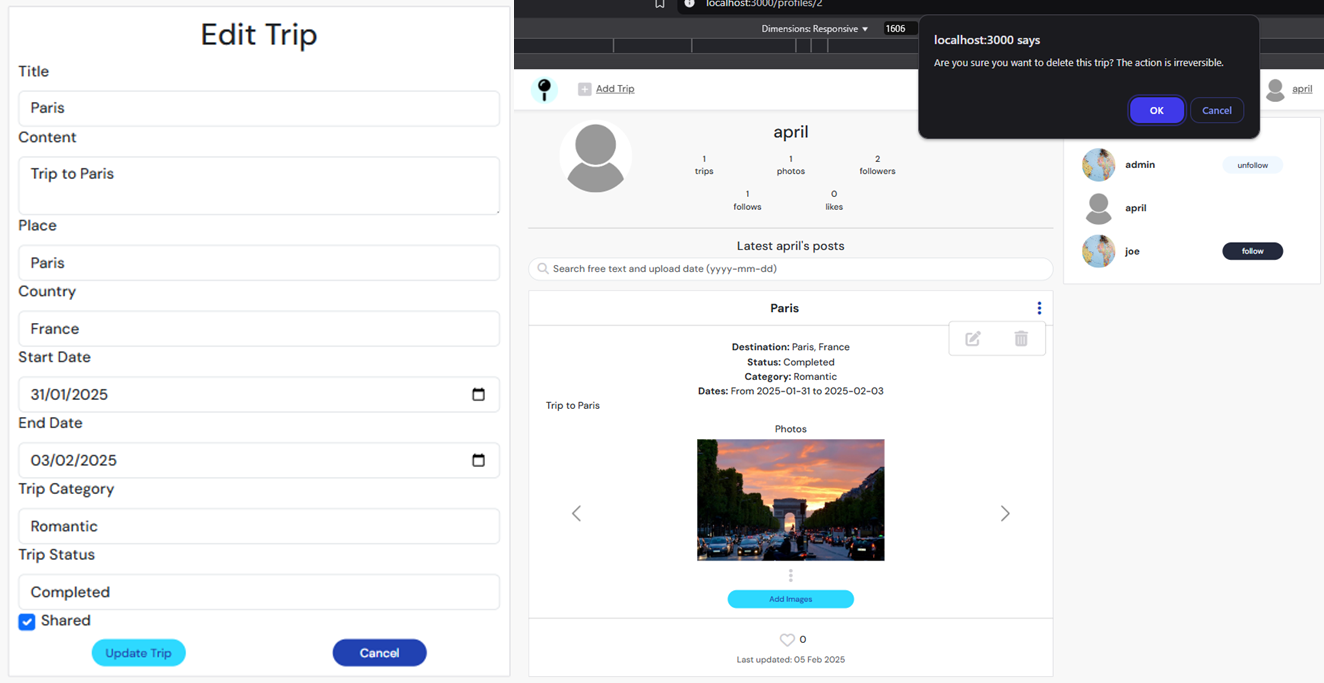 Edit Trip
Title
Paris
Content
Trip to Paris
Place
Paris
Country
France
Start Date
31/01/2025
End Date
03/02/2025
Trip Category
Romantic
Trip Status
Completed
Shared
Update Trip
Cancel
localhost:3000/profiles/2
Dimensions: Responsive
1606
localhost:3000 says
Are you sure you want to delete this trip? The action is irreversible.
OK
Cancel
Add Trip
april
april
1
trips
1
photos
2
followers
1
follows
0
likes
Latest april's posts
Search free text and upload date (yyyy-mm-dd)
Paris
Destination: Paris, France
Status: Completed
Category: Romantic
Dates: From 2025-01-31 to 2025-02-03
Trip to Paris
Photos
Add Images
0
Last updated: 05 Feb 2025
admin
unfollow
april
joe
follow